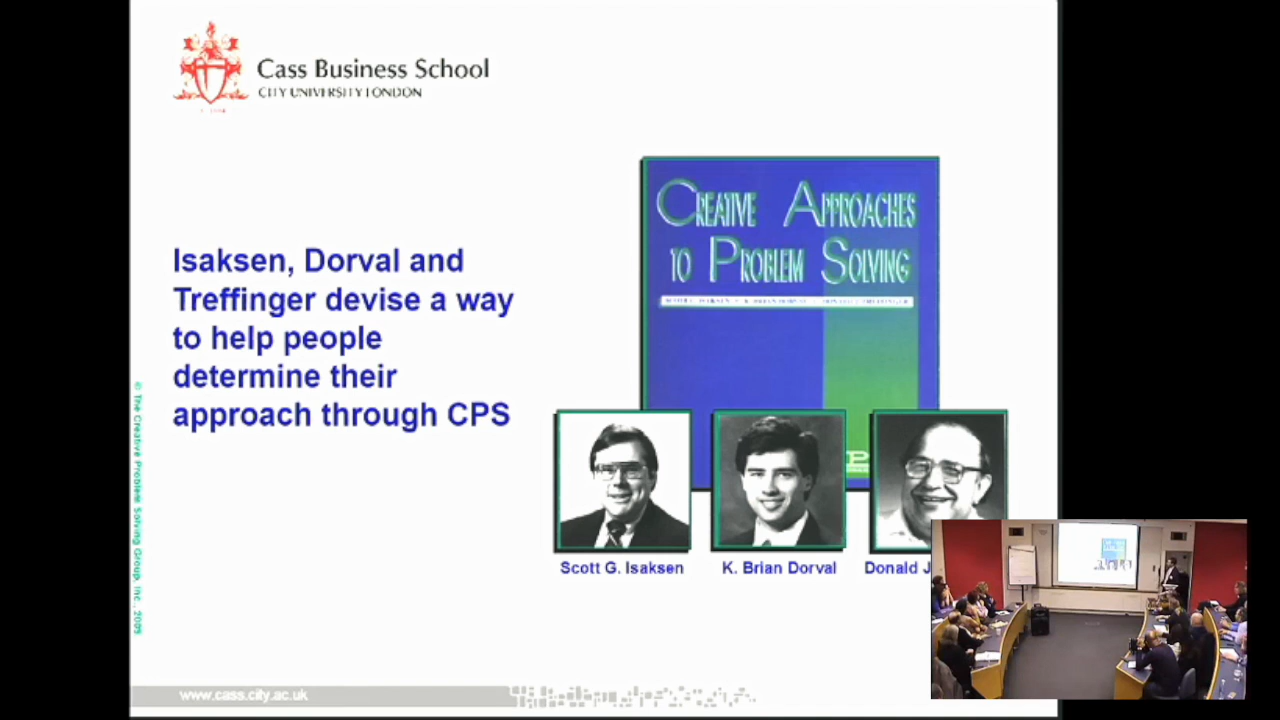 Cass Business School
CITY UNIVERSITY LONDON
CREATIVE APPROACHES
TO PROBLEM SOLVING
Isaksen, Dorval and
Treffinger devise a way
to help people
determine their
approach through CPS
Scott G. Isaksen
K. Brian Dorval
Donald J
© The Creative Problem Solving Group, Inc., 2009
www.cass.city.ac.uk